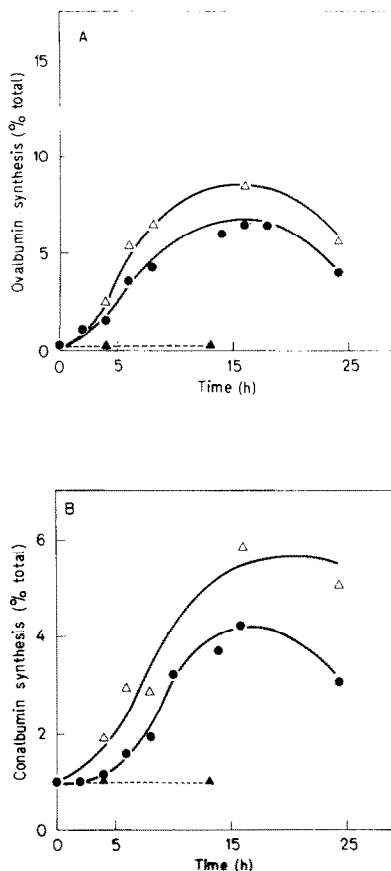 A
15
10
5
0
Ovalbumin synthesis (% total)
0 5 15 25
Time (h)
B
6
4
2
0
Conalbumin synthesis (% total)
0 5 15 25
Time (h)